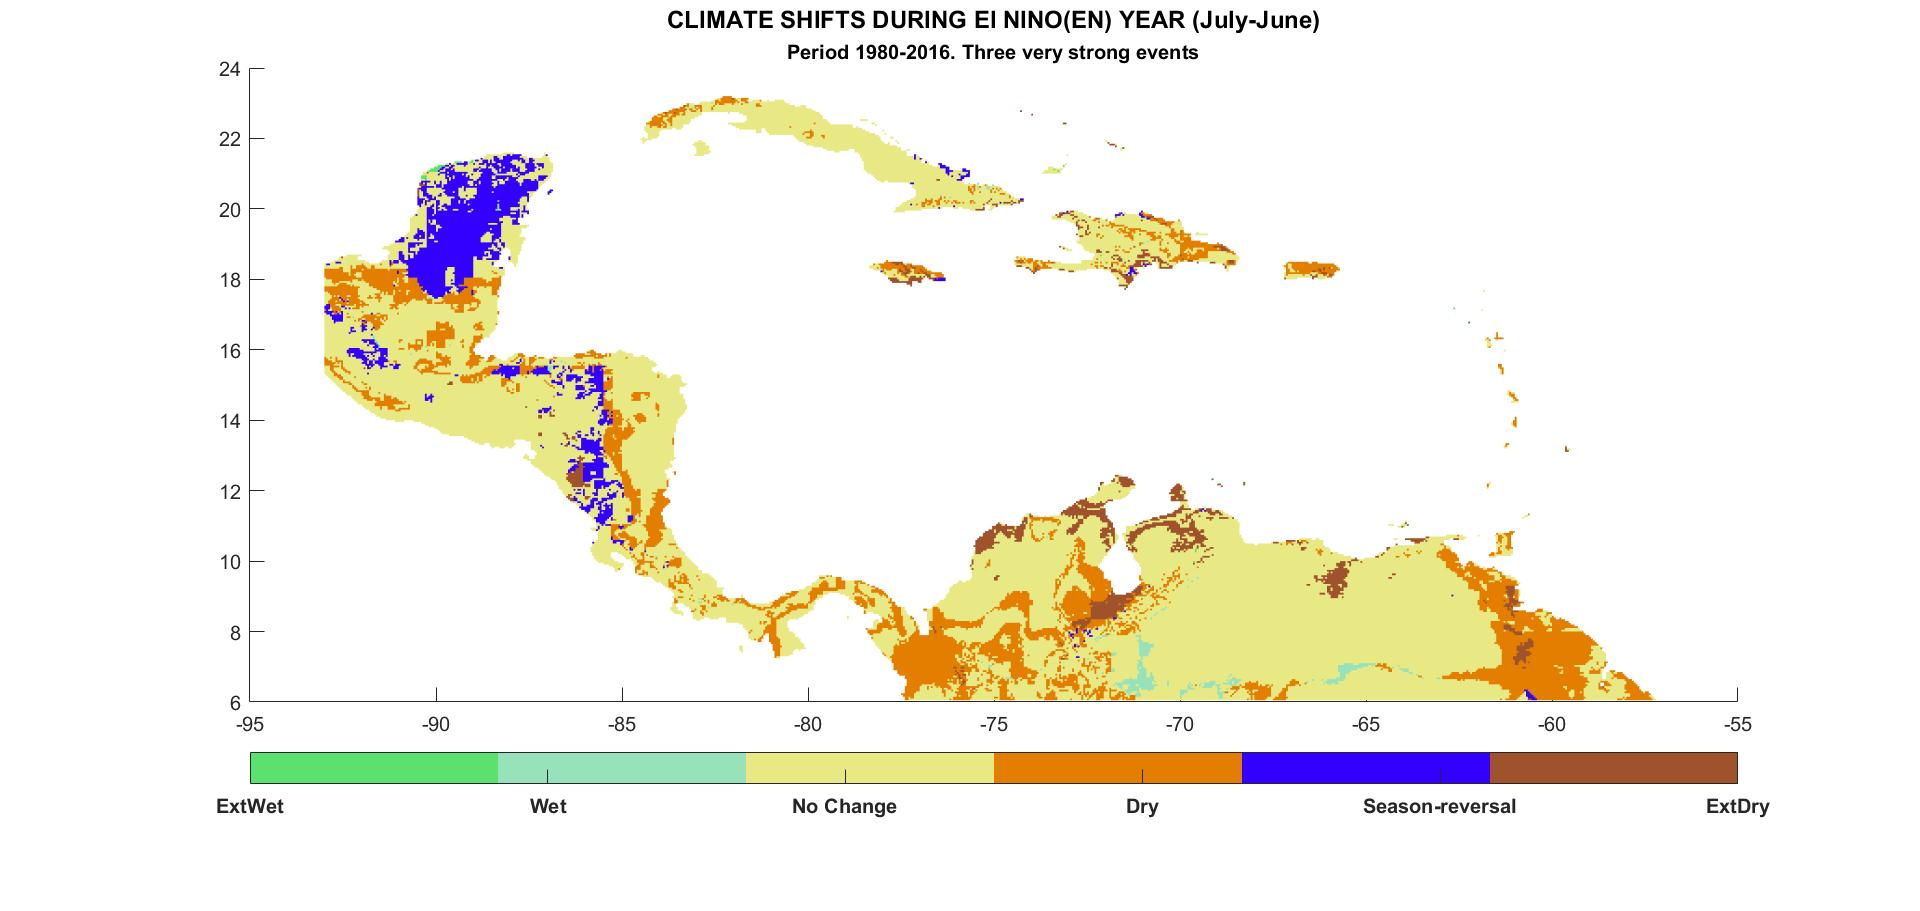 CLIMATE SHIFTS DURING El NINO(EN) YEAR (July-June)
Period 1980-2016. Three very strong events
24
22
20
18
16
14
12
10
8
6
-95 -90 -85 -80 -75 -70 -65 -60 -55
ExtWet Wet No Change Dry Season-reversal ExtDry